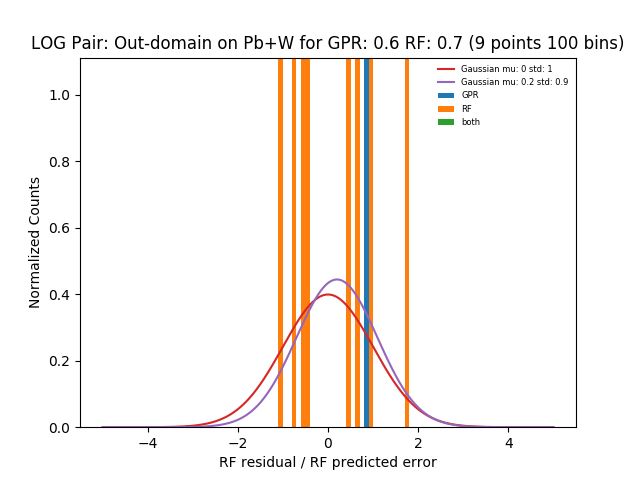 LOG Pair: Out-domain on Pb+W for GPR: 0.6 RF: 0.7 (9 points 100 bins)
Gaussian mu: 0 std: 1
Gaussian mu: 0.2 std: 0.9
GPR
RF
both
Normalized Counts
1.0
0.8
0.6
0.4
0.2
0.0
−4
−2
0
2
4
RF residual / RF predicted error